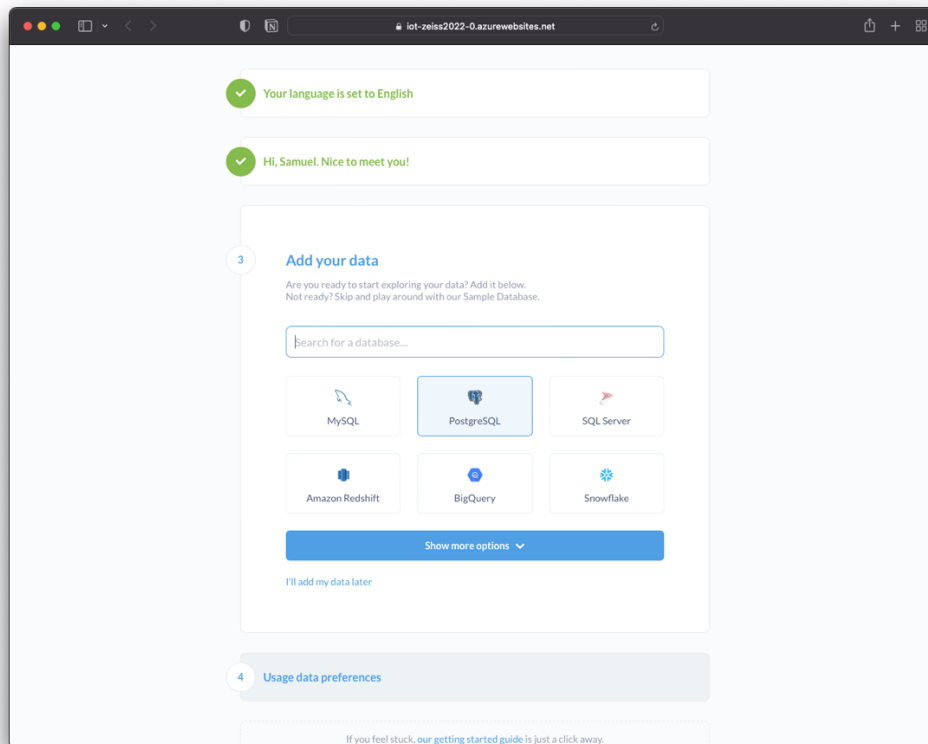 iot-zeiss2022-0.azurewebsites.net
Your language is set to English
Hi, Samuel. Nice to meet you!
3
Add your data
Are you ready to start exploring your data? Add it below.
Not ready? Skip and play around with our Sample Database.
Search for a database...
MySQL
PostgreSQL
SQL Server
Amazon Redshift
BigQuery
Snowflake
Show more options
I'll add my data later
4
Usage data preferences
If you feel stuck, our getting started guide is just a click away.